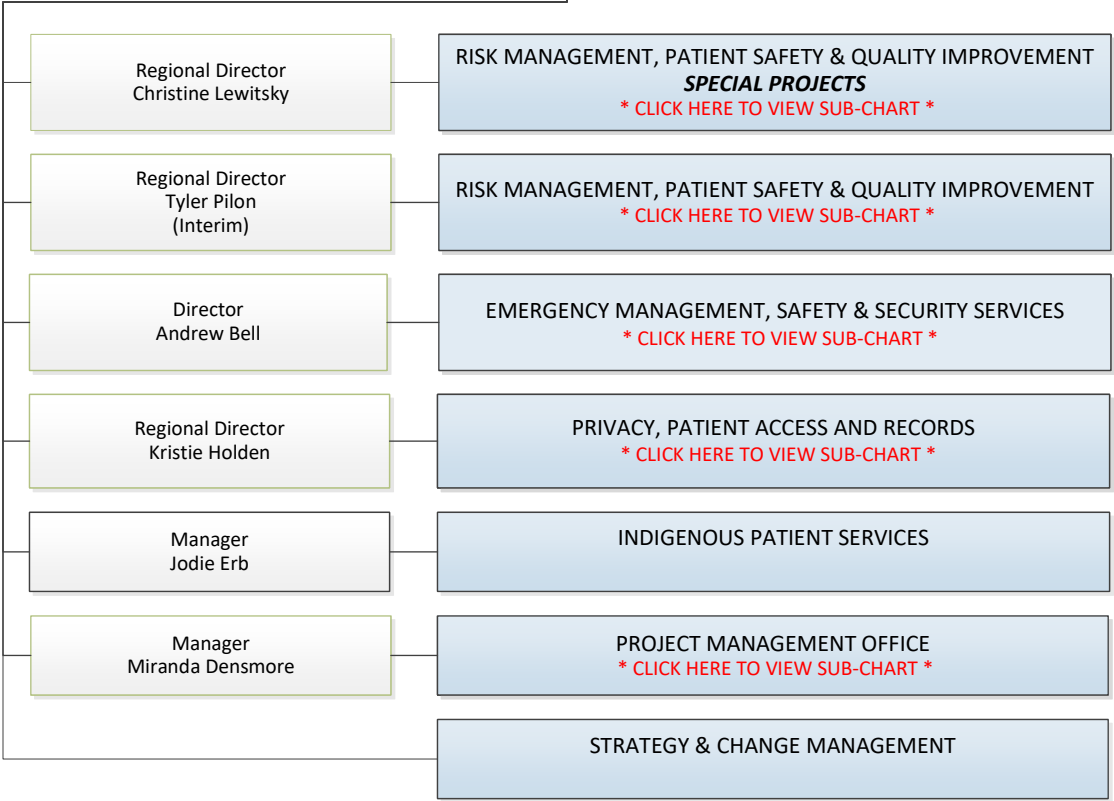 Regional Director
Christine Lewitsky
RISK MANAGEMENT, PATIENT SAFETY & QUALITY IMPROVEMENT
SPECIAL PROJECTS
* CLICK HERE TO VIEW SUB-CHART *
Regional Director
Tyler Pilon
(Interim)
RISK MANAGEMENT, PATIENT SAFETY & QUALITY IMPROVEMENT
* CLICK HERE TO VIEW SUB-CHART *
Director
Andrew Bell
EMERGENCY MANAGEMENT, SAFETY & SECURITY SERVICES
* CLICK HERE TO VIEW SUB-CHART *
Regional Director
Kristie Holden
PRIVACY, PATIENT ACCESS AND RECORDS
* CLICK HERE TO VIEW SUB-CHART *
Manager
Jodie Erb
INDIGENOUS PATIENT SERVICES
Manager
Miranda Densmore
PROJECT MANAGEMENT OFFICE
* CLICK HERE TO VIEW SUB-CHART *
STRATEGY & CHANGE MANAGEMENT